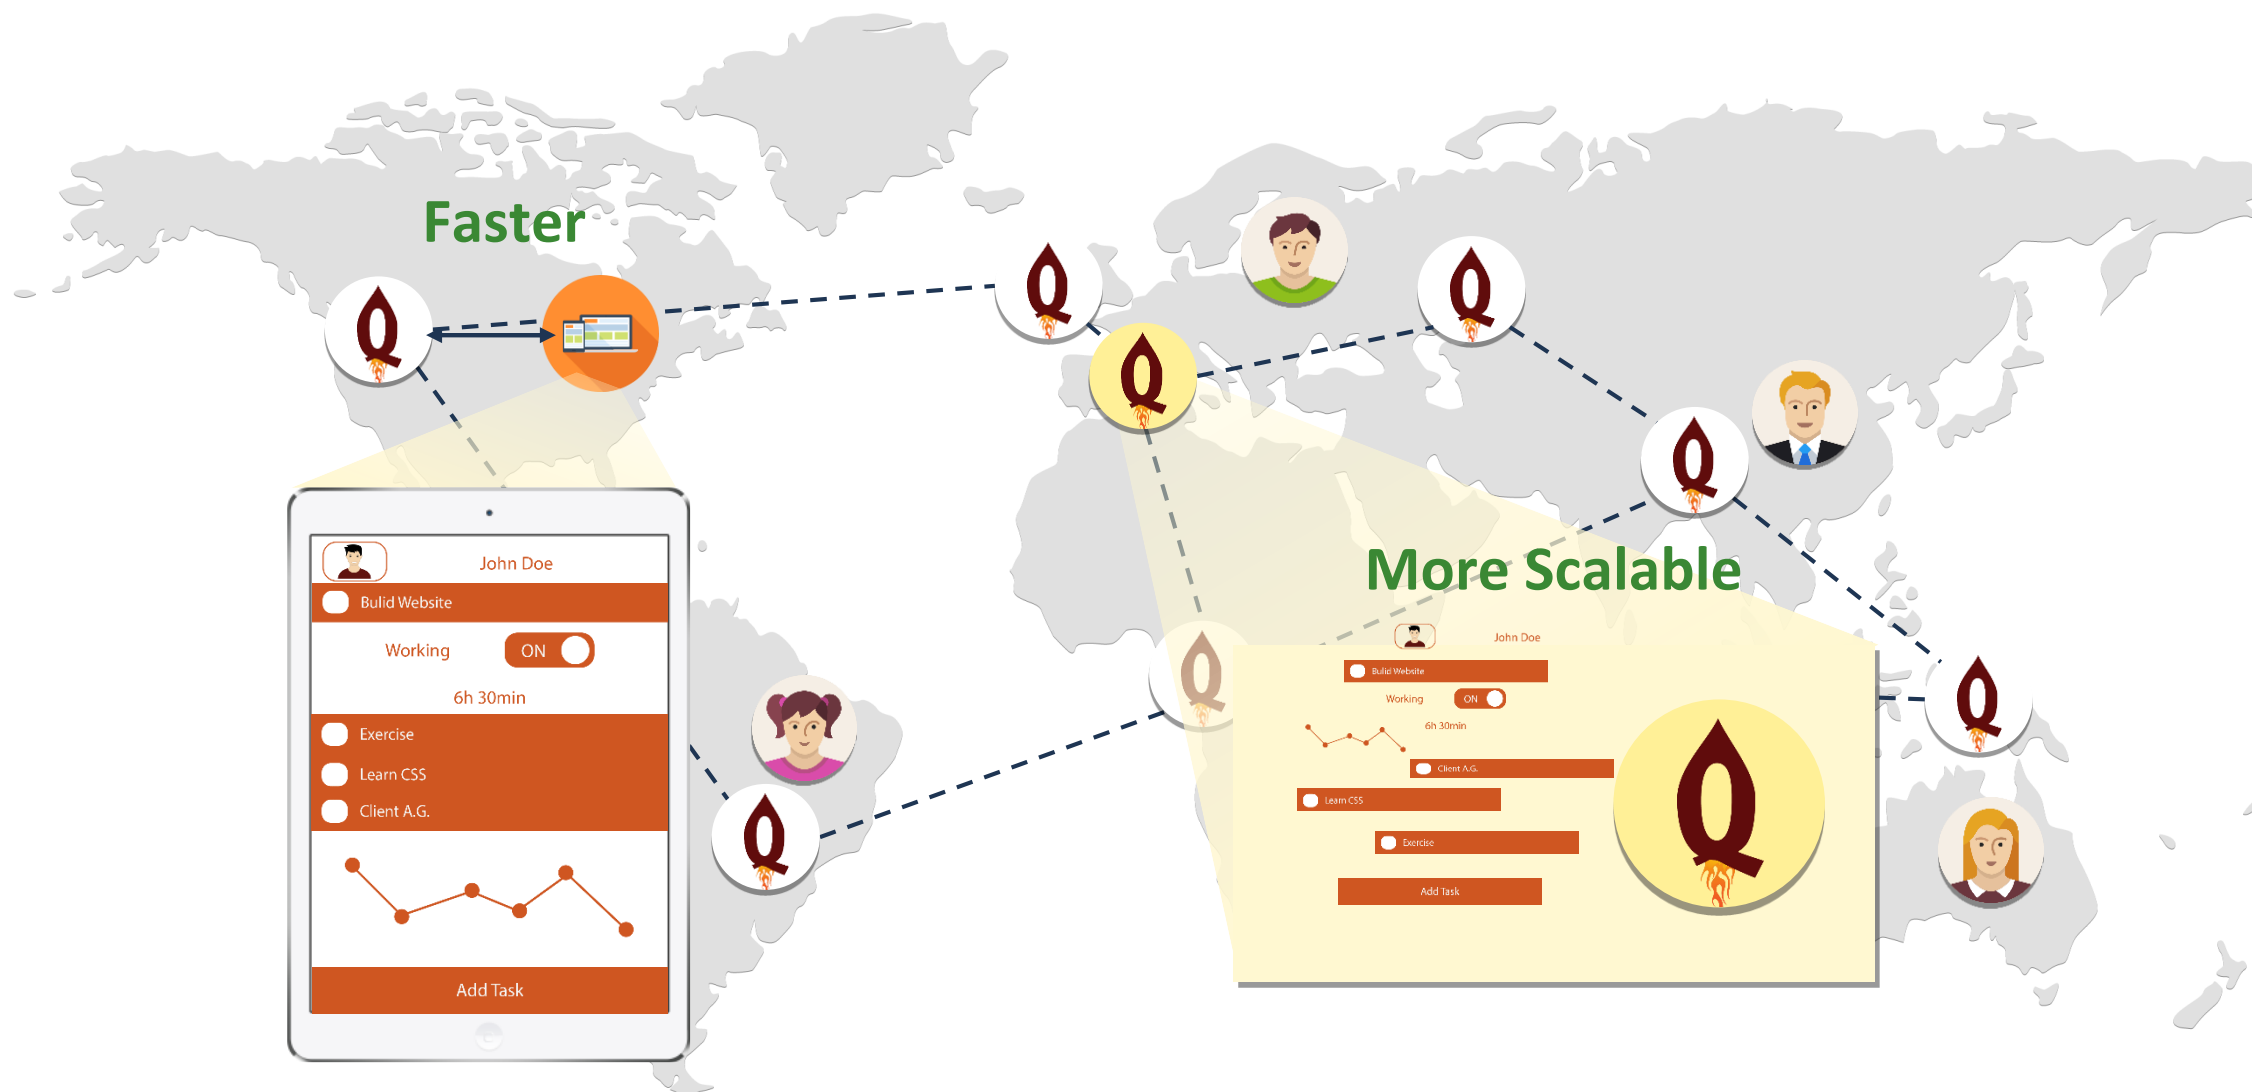 Faster
Q
Q
Q
Q
Q
John Doe
Bulid Website
Working
ON
6h 30min
Exercise
Learn CSS
Client A.G.
Add Task
More Scalable
John Doe
Bulid Website
Working
ON
6h 30min
Client A.G.
Learn CSS
Exercise
Add Task
Q
Q
Q
Q